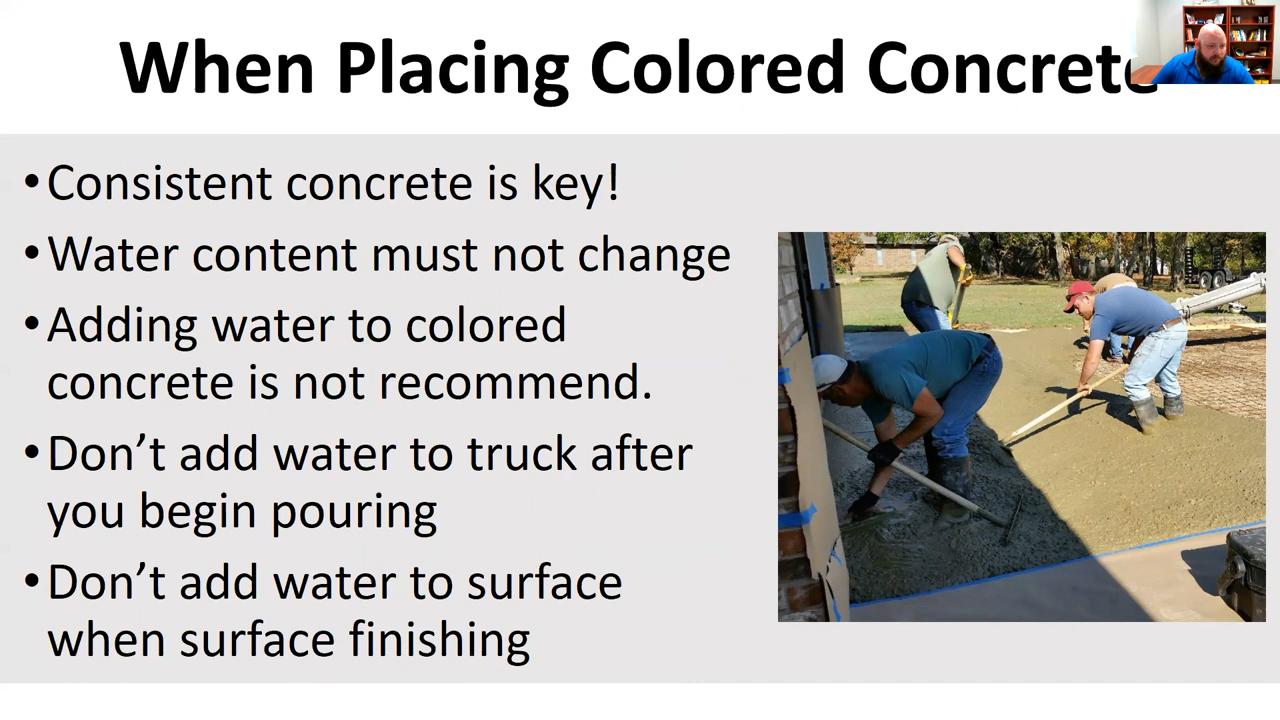 When Placing Colored Concrete
•Consistent concrete is key!
•Water content must not change
•Adding water to colored
concrete is not recommend.
•Don’t add water to truck after
you begin pouring
•Don’t add water to surface
when surface finishing